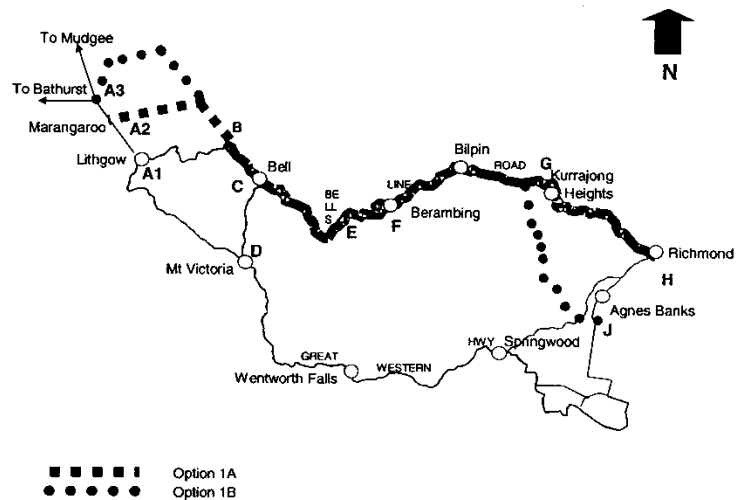 To Mudgee
N
To Bathurst
A3
Marangaroo
A2
B
Lithgow
A1
Bell
C
BE
LL
S
LINE
ROAD
Bilpin
G
Kurrajong
Heights
E
F
Berambing
D
Mt Victoria
Richmond
H
Agnes Banks
J
HWY
Springwood
GREAT
WESTERN
Wentworth Falls
Option 1A
Option 1B